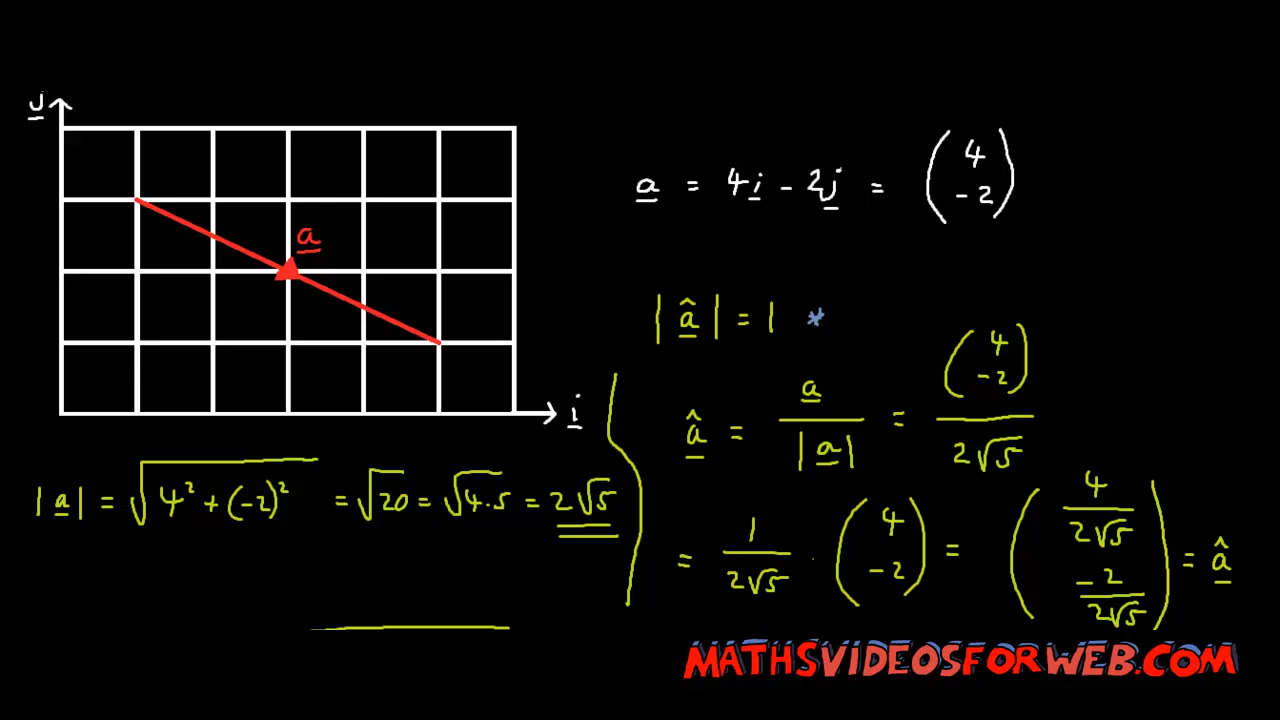 j
a
i
|a| = √(4² + (-2)²) = √20 = √4·5 = 2√5
a = 4i - 2j = (4 -2)
|â| = 1 *
â = a / |a| = (4 -2) / 2√5
= 1 / 2√5 · (4 -2) = (4 / 2√5 -2 / 2√5) = â
MATHSVIDEOSFORWEB.COM